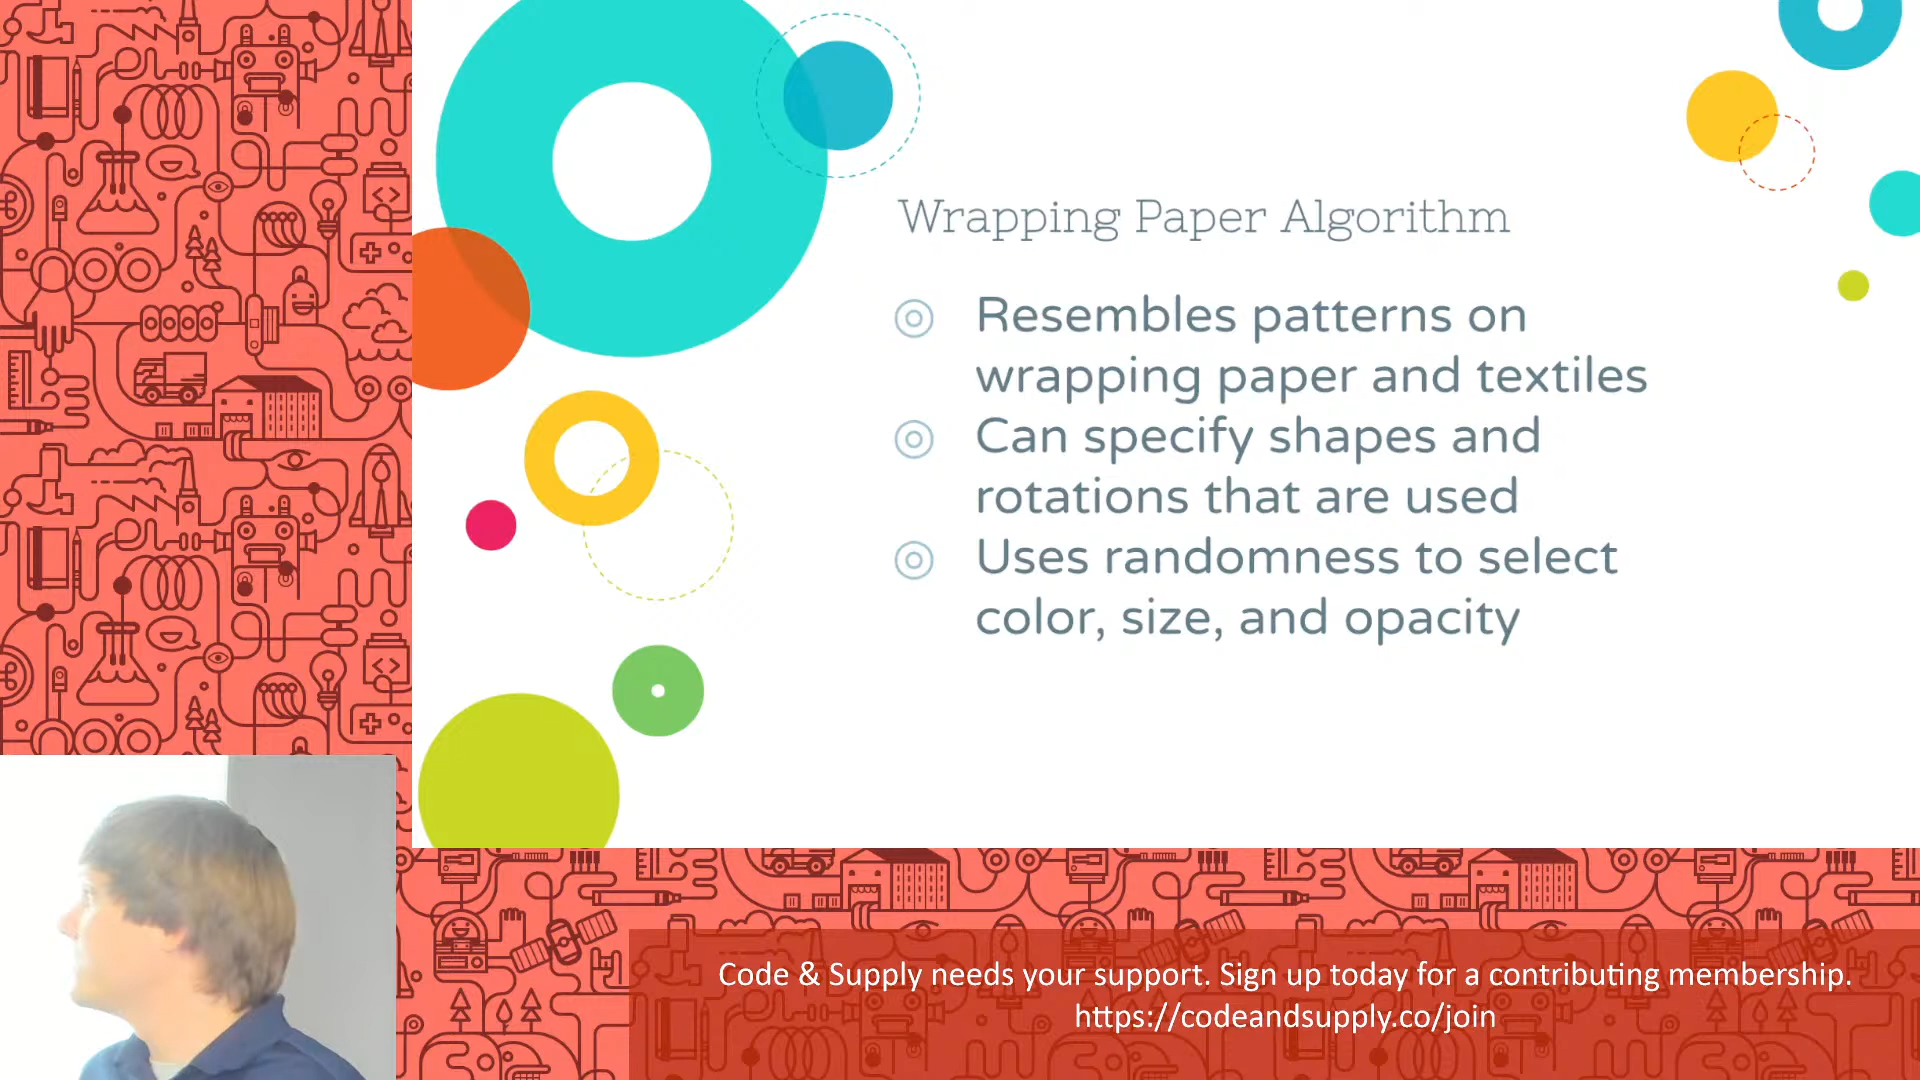 Wrapping Paper Algorithm
Resembles patterns on
wrapping paper and textiles
Can specify shapes and
rotations that are used
Uses randomness to select
color, size, and opacity
Code & Supply needs your support. Sign up today for a contributing membership.
https://codeandsupply.co/join